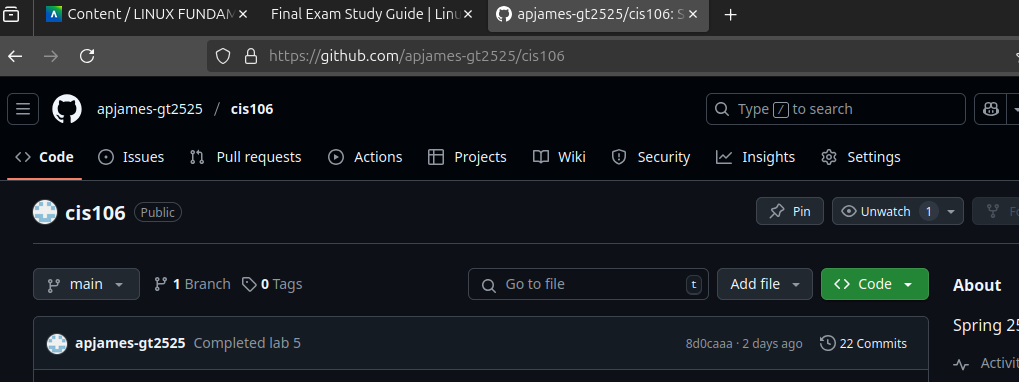 Content / LINUX FUNDAM
Final Exam Study Guide | Linu
apjames-gt2525/cis106: S
https://github.com/apjames-gt2525/cis106
apjames-gt2525 / cis106
Type / to search
Code Issues Pull requests Actions Projects Wiki Security Insights Settings
cis106 Public Pin Unwatch 1 Fo
main 1 Branch 0 Tags Go to file t Add file Code About
apjames-gt2525 Completed lab 5 8d0caaa · 2 days ago 22 Commits
Spring 25
Activi